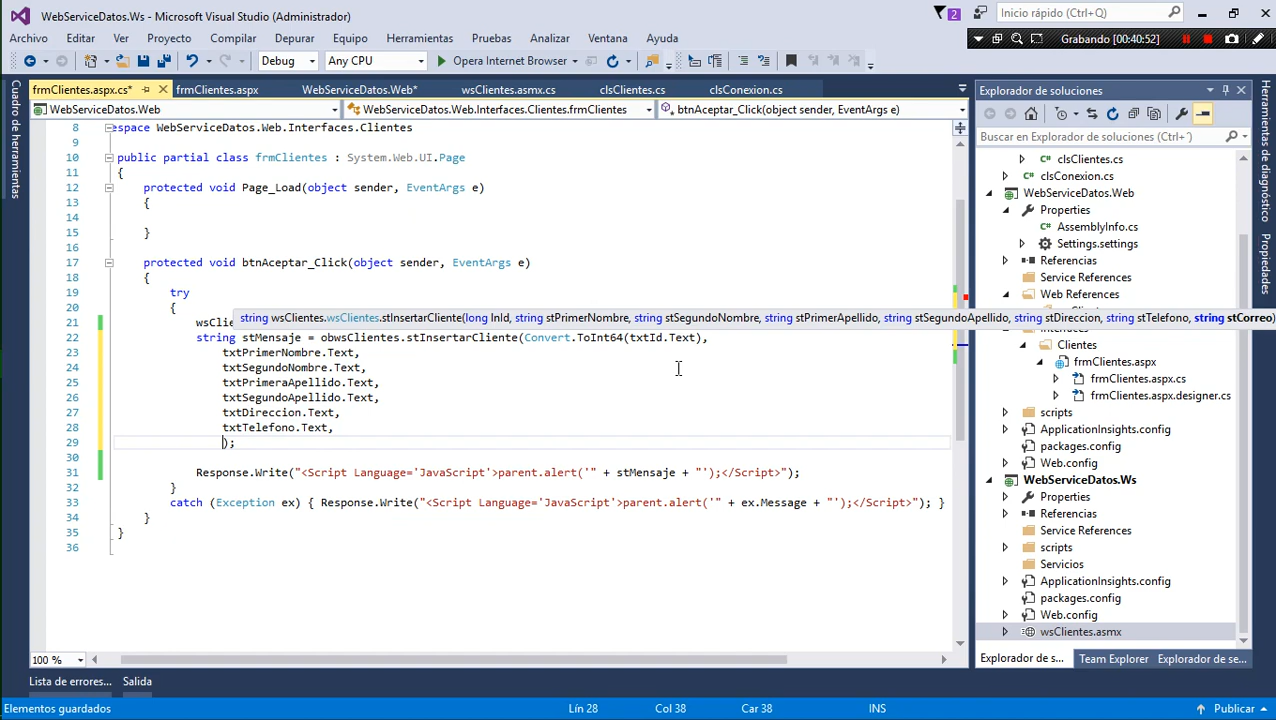 WebServiceDatos.Ws - Microsoft Visual Studio (Administrador)
2
Inicio rápido (Ctrl+Q)
Archivo Editar Ver Proyecto Compilar Depurar Equipo Herramientas Pruebas Analizar Ventana Ayuda
Grabando [00:40:52]
Debug Any CPU Opera Internet Browser
Cuadro de herramientas
frmClientes.aspx.cs* frmClientes.aspx WebServiceDatos.Web* wsClientes.asmx.cs clsClientes.cs clsConexion.cs
WebServiceDatos.Web WebServiceDatos.Web.Interfaces.Clientes.frmClientes btnAceptar_Click(object sender, EventArgs e)
8 espace WebServiceDatos.Web.Interfaces.Clientes
9
10 public partial class frmClientes : System.Web.UI.Page
11 {
12 protected void Page_Load(object sender, EventArgs e)
13 {
14
15 }
16
17 protected void btnAceptar_Click(object sender, EventArgs e)
18 {
19 try
20 {
string wsClientes.wsClientes.stInsertarCliente(long lnId, string stPrimerNombre, string stSegundoNombre, string stPrimerApellido, string stSegundoApellido, string stDireccion, string stTelefono, string stCorreo)
21 wsClie
22 string stMensaje = obwsClientes.stInsertarCliente(Convert.ToInt64(txtId.Text),
23 txtPrimerNombre.Text,
24 txtSegundoNombre.Text,
25 txtPrimeraApellido.Text,
26 txtSegundoApellido.Text,
27 txtDireccion.Text,
28 txtTelefono.Text,
29 );
30
31 Response.Write("<Script Language='JavaScript'>parent.alert('" + stMensaje + "');</Script>");
32 }
33 catch (Exception ex) { Response.Write("<Script Language='JavaScript'>parent.alert('" + ex.Message + "');</Script>"); }
34 }
35 }
36
100 %
Explorador de soluciones
Buscar en Explorador de soluciones (Ctrl+´)
clsClientes.cs
clsConexion.cs
WebServiceDatos.Web
Properties
AssemblyInfo.cs
Settings.settings
Referencias
Service References
Web References
Clientes
frmClientes.aspx
frmClientes.aspx.cs
frmClientes.aspx.designer.cs
scripts
ApplicationInsights.config
packages.config
Web.config
WebServiceDatos.Ws
Properties
Referencias
Service References
scripts
Servicios
ApplicationInsights.config
packages.config
Web.config
wsClientes.asmx
Explorador de s... Team Explorer Explorador de se...
Herramientas de diagnóstico
Propiedades
Lista de errores... Salida
Elementos guardados Lín 28 Col 38 Car 38 INS Publicar